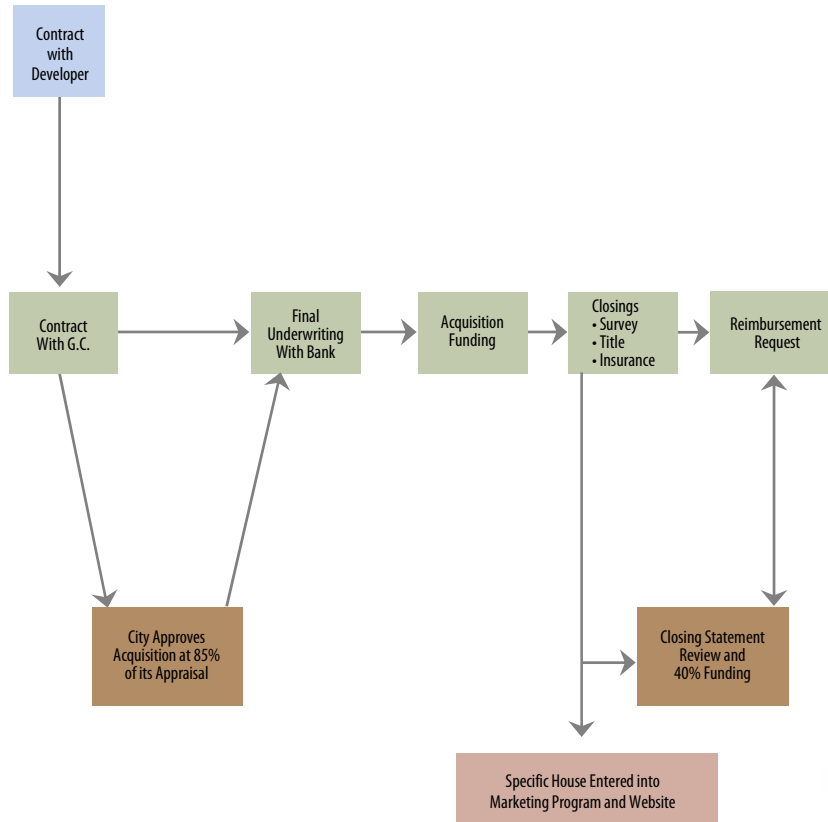 Contract
with
Developer
Contract
With G.C.
Final
Underwriting
With Bank
Acquisition
Funding
Closings
• Survey
• Title
• Insurance
Reimbursement
Request
City Approves
Acquisition at 85%
of its Appraisal
Closing Statement
Review and
40% Funding
Specific House Entered into
Marketing Program and Website